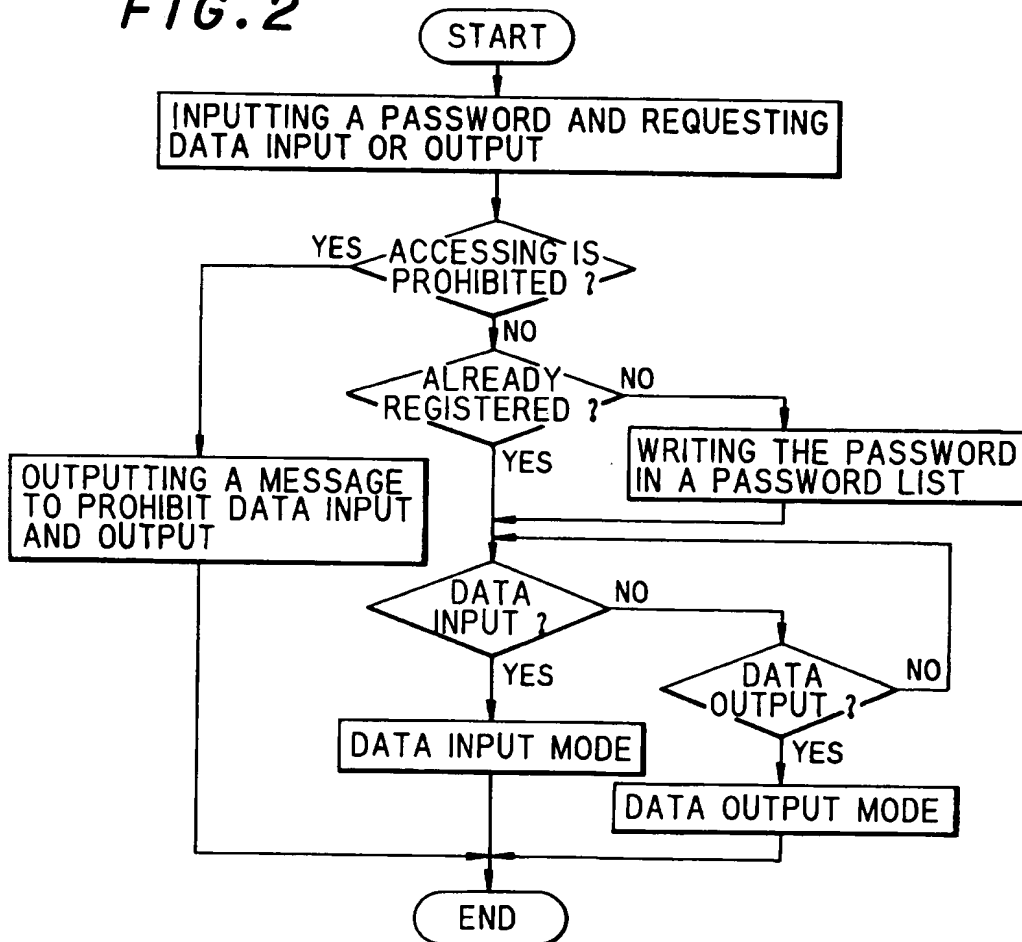 FIG.2
START
INPUTTING A PASSWORD AND REQUESTING
DATA INPUT OR OUTPUT
YES
ACCESSING IS
PROHIBITED ?
NO
ALREADY
REGISTERED ?
NO
YES
WRITING THE PASSWORD
IN A PASSWORD LIST
OUTPUTTING A MESSAGE
TO PROHIBIT DATA INPUT
AND OUTPUT
DATA
INPUT ?
NO
YES
DATA
OUTPUT ?
NO
YES
DATA INPUT MODE
DATA OUTPUT MODE
END